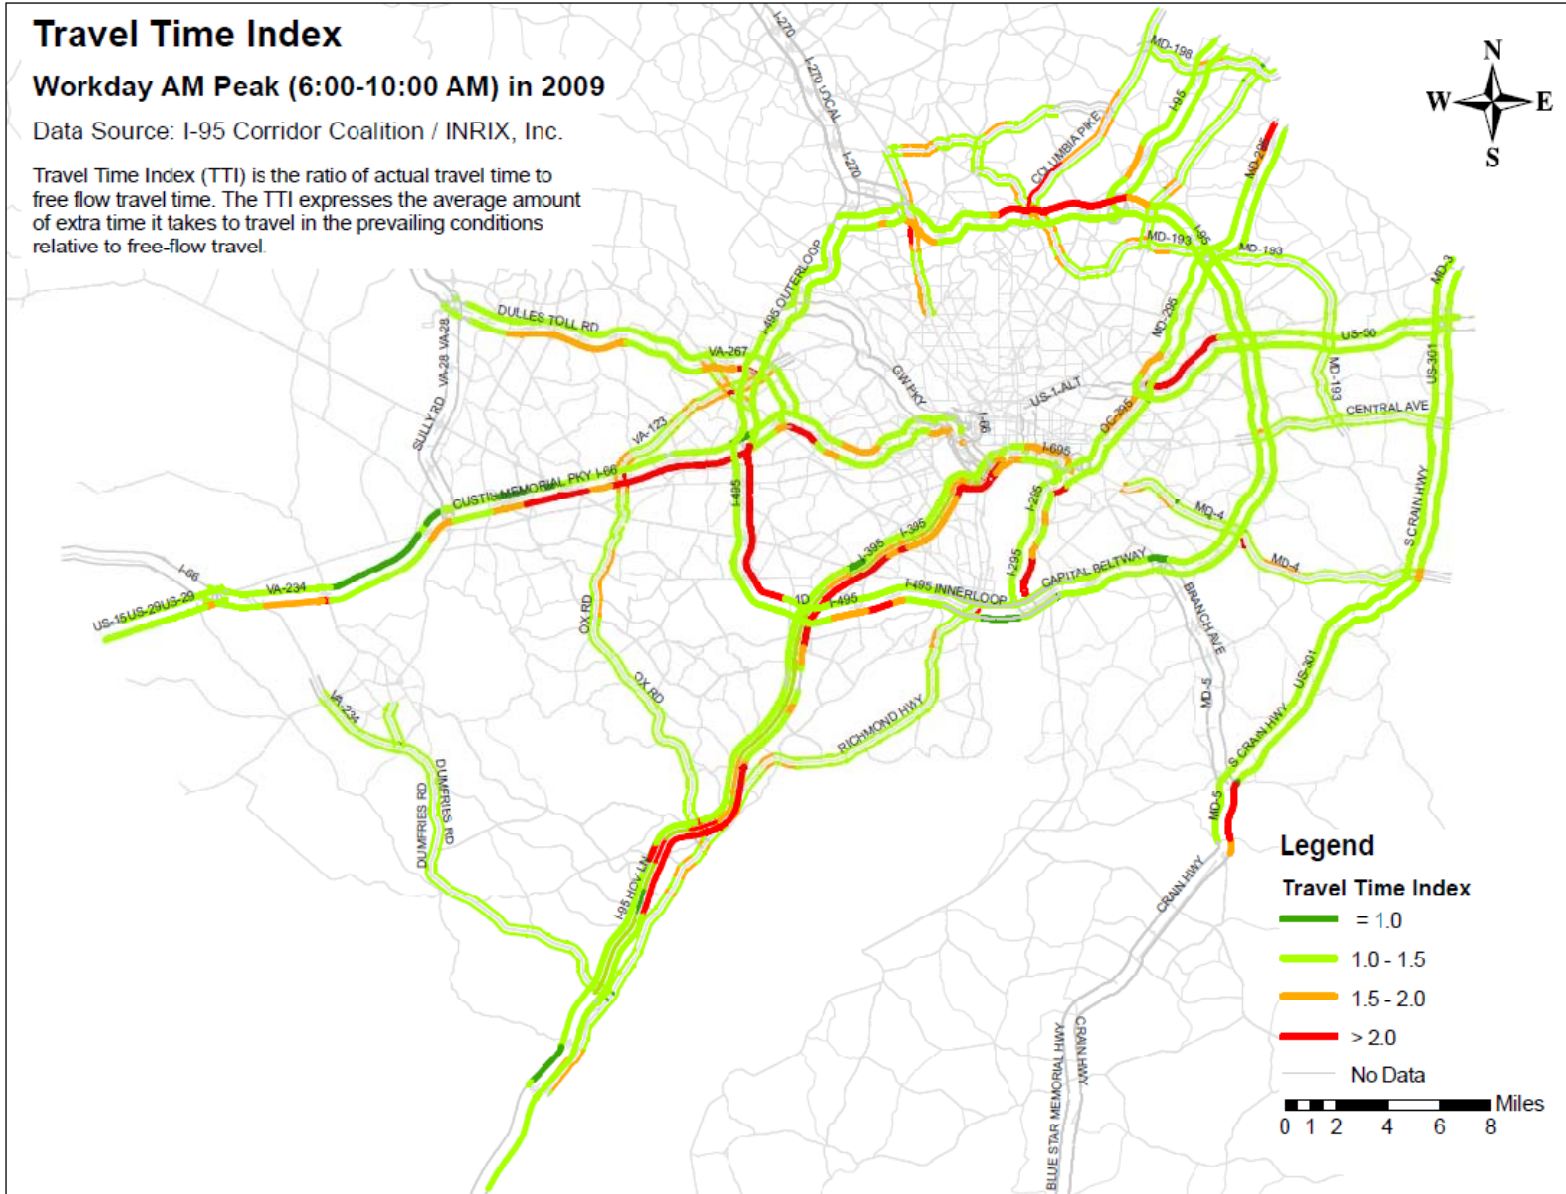 Travel Time Index
Workday AM Peak (6:00-10:00 AM) in 2009
Data Source: I-95 Corridor Coalition / INRIX, Inc.
Travel Time Index (TTI) is the ratio of actual travel time to
free flow travel time. The TTI expresses the average amount
of extra time it takes to travel in the prevailing conditions
relative to free-flow travel.
N
W E
S
I-270
I-270 LOCAL
I-270
MD-198
I-95
COLUMBIA PIKE
MD-295
MD-193
I-95
MD-193
MD-3
I-495 OUTERLOOP
DULLES TOLL RD
VA-28 VA-28
SULLY RD
VA-267
VA-123
GW PKY
I-66
US-1-ALT
MD-295
DC-295
US-50
US-301
MD-193
CENTRAL AVE
I-695
CUSTIS MEMORIAL PKY I-66
I-495
I-395
I-395
I-295
I-295
MD-4
MD-4
S CRAIN HWY
I-66
VA-234
US-15 US-29 US-29
I-495
I-495 INNERLOOP
CAPITAL BELTWAY
BRANCH AVE
OX RD
OX RD
RICHMOND HWY
MD-5
US-301
S CRAIN HWY
MD-5
VA-234
DUMFRIES RD
DUMFRIES RD
I-95 HOV LN
CRAIN HWY
BLUE STAR MEMORIAL HWY
CRAIN HWY
Legend
Travel Time Index
= 1.0
1.0 - 1.5
1.5 - 2.0
> 2.0
No Data
Miles
0 1 2 4 6 8